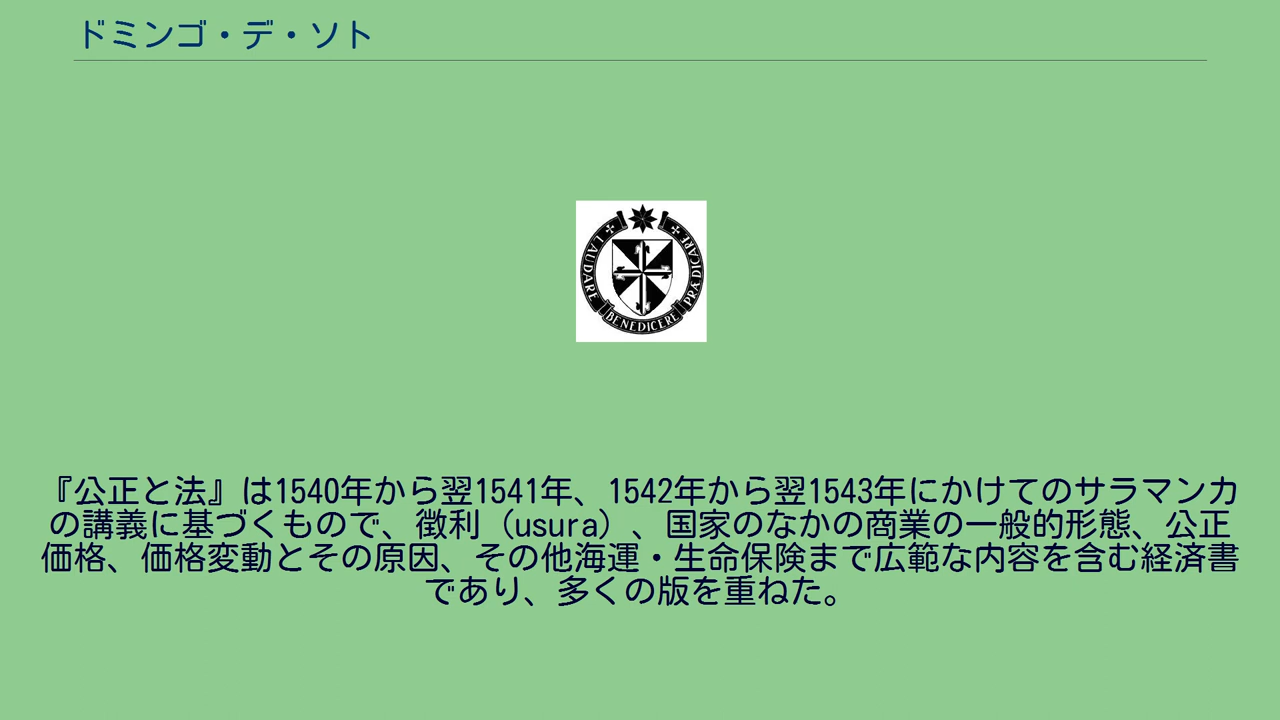 ドミンゴ・デ・ソト
LAUDARE
BENEDICERE
PRÆDICARE
『公正と法』は1540年から翌1541年、1542年から翌1543年にかけてのサラマンカ
の講義に基づくもので、徴利（usura）、国家のなかの商業の一般的形態、公正
価格、価格変動とその原因、その他海運・生命保険まで広範な内容を含む経済書
であり、多くの版を重ねた。